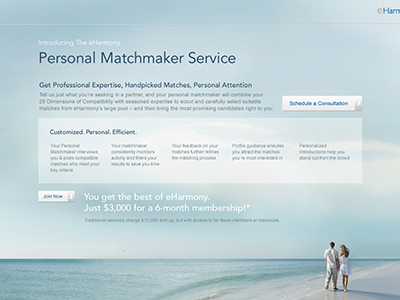 eHarmo
Introducing The eHarmony
Personal Matchmaker Service
Get Professional Expertise, Handpicked Matches, Personal Attention
Tell us just what you're seeking in a partner, and your personal matchmaker will combine your
29 Dimensions of Compatibility with seasoned expertise to scout and carefully select suitable
matches from eHarmony's large pool – and then bring the most promising candidates right to you.
Schedule a Consultation
Customized. Personal. Efficient.
Your Personal
Matchmaker interviews
you & picks compatible
matches who meet your
key criteria
Your matchmaker
consistently monitors
activity and filters your
results to save you time
Your feedback on your
matches further refines
the matching process
Profile guidance ensures
you attract the matches
you're most interested in
Personalized
introductions help you
stand out from the crowd
Join Now
You get the best of eHarmony.
Just $3,000 for a 6-month membership!*
Traditional services charge $10,000 and up, but with access to far fewer members or resources